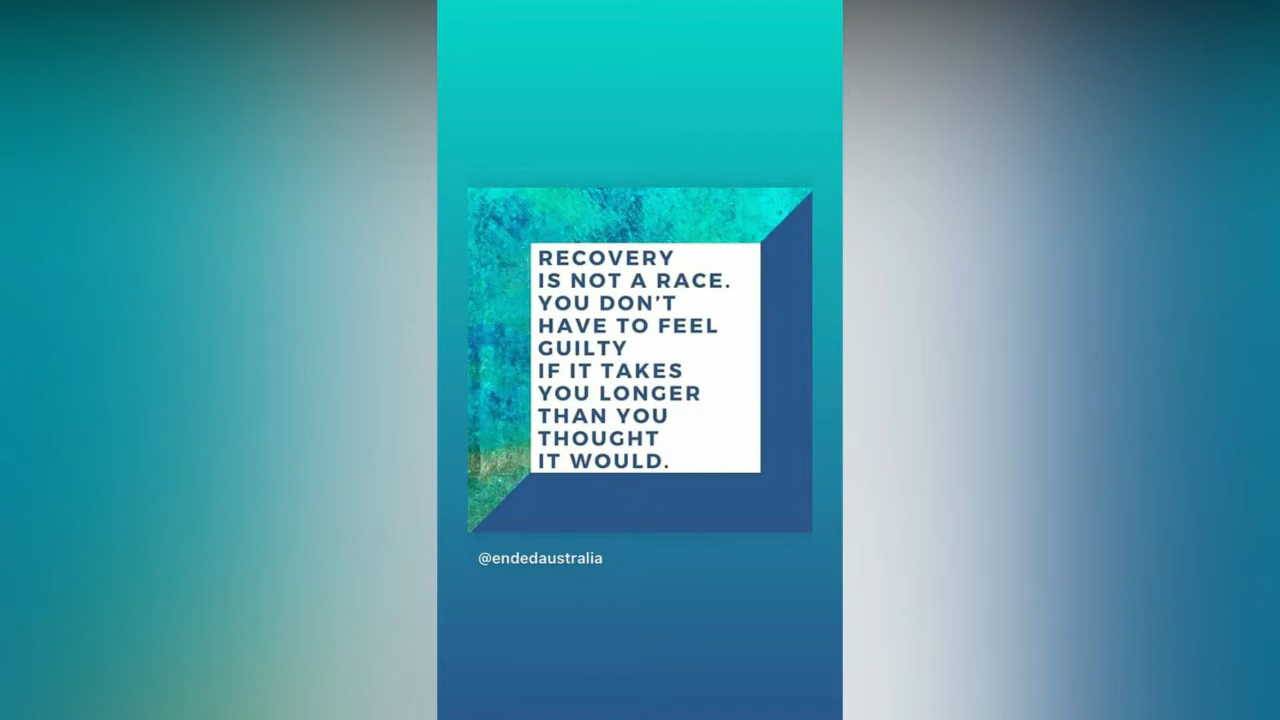 RECOVERY
IS NOT A RACE.
YOU DON'T
HAVE TO FEEL
GUILTY
IF IT TAKES
YOU LONGER
THAN YOU
THOUGHT
IT WOULD.
@endedaustralia